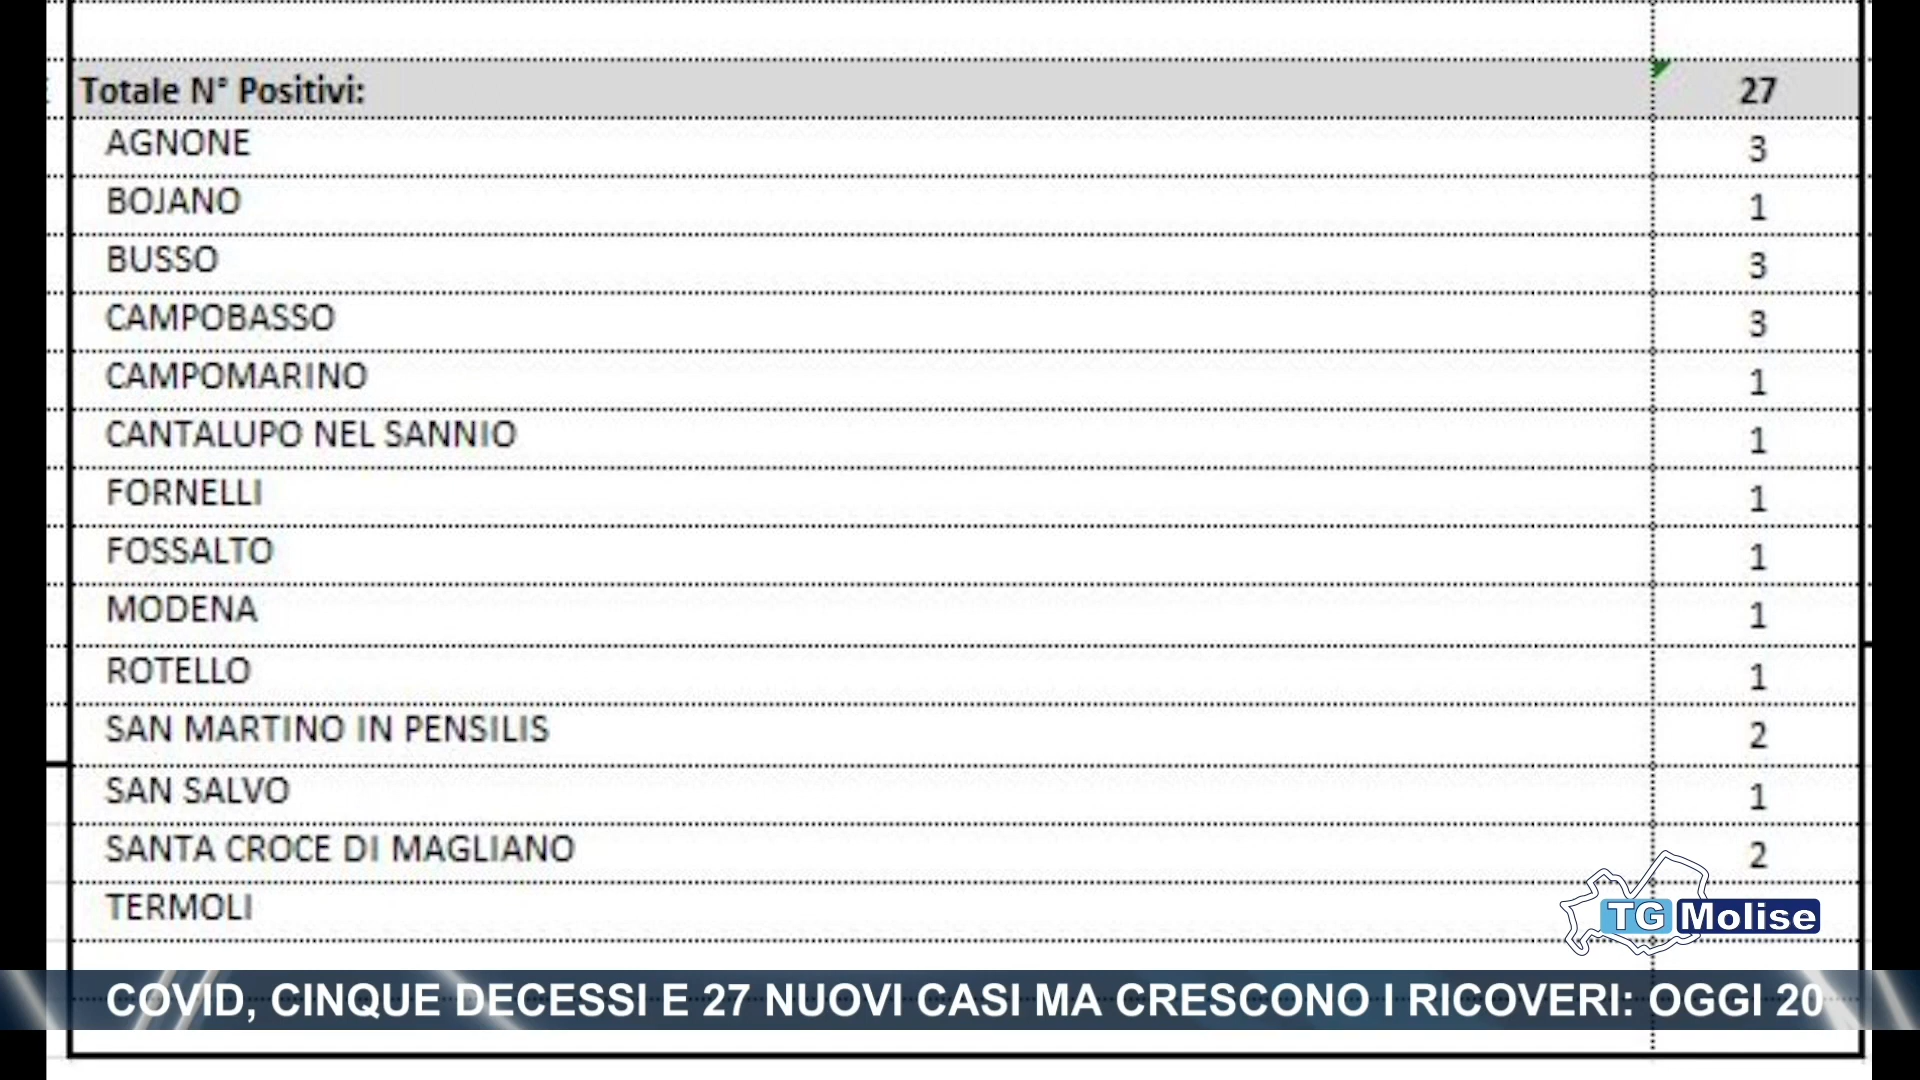 Totale N° Positivi: 27
AGNONE 3
BOJANO 1
BUSSO 3
CAMPOBASSO 3
CAMPOMARINO 1
CANTALUPO NEL SANNIO 1
FORNELLI 1
FOSSALTO 1
MODENA 1
ROTELLO 1
SAN MARTINO IN PENSILIS 2
SAN SALVO 1
SANTA CROCE DI MAGLIANO 2
TERMOLI
TG Molise
COVID, CINQUE DECESSI E 27 NUOVI CASI MA CRESCONO I RICOVERI: OGGI 20